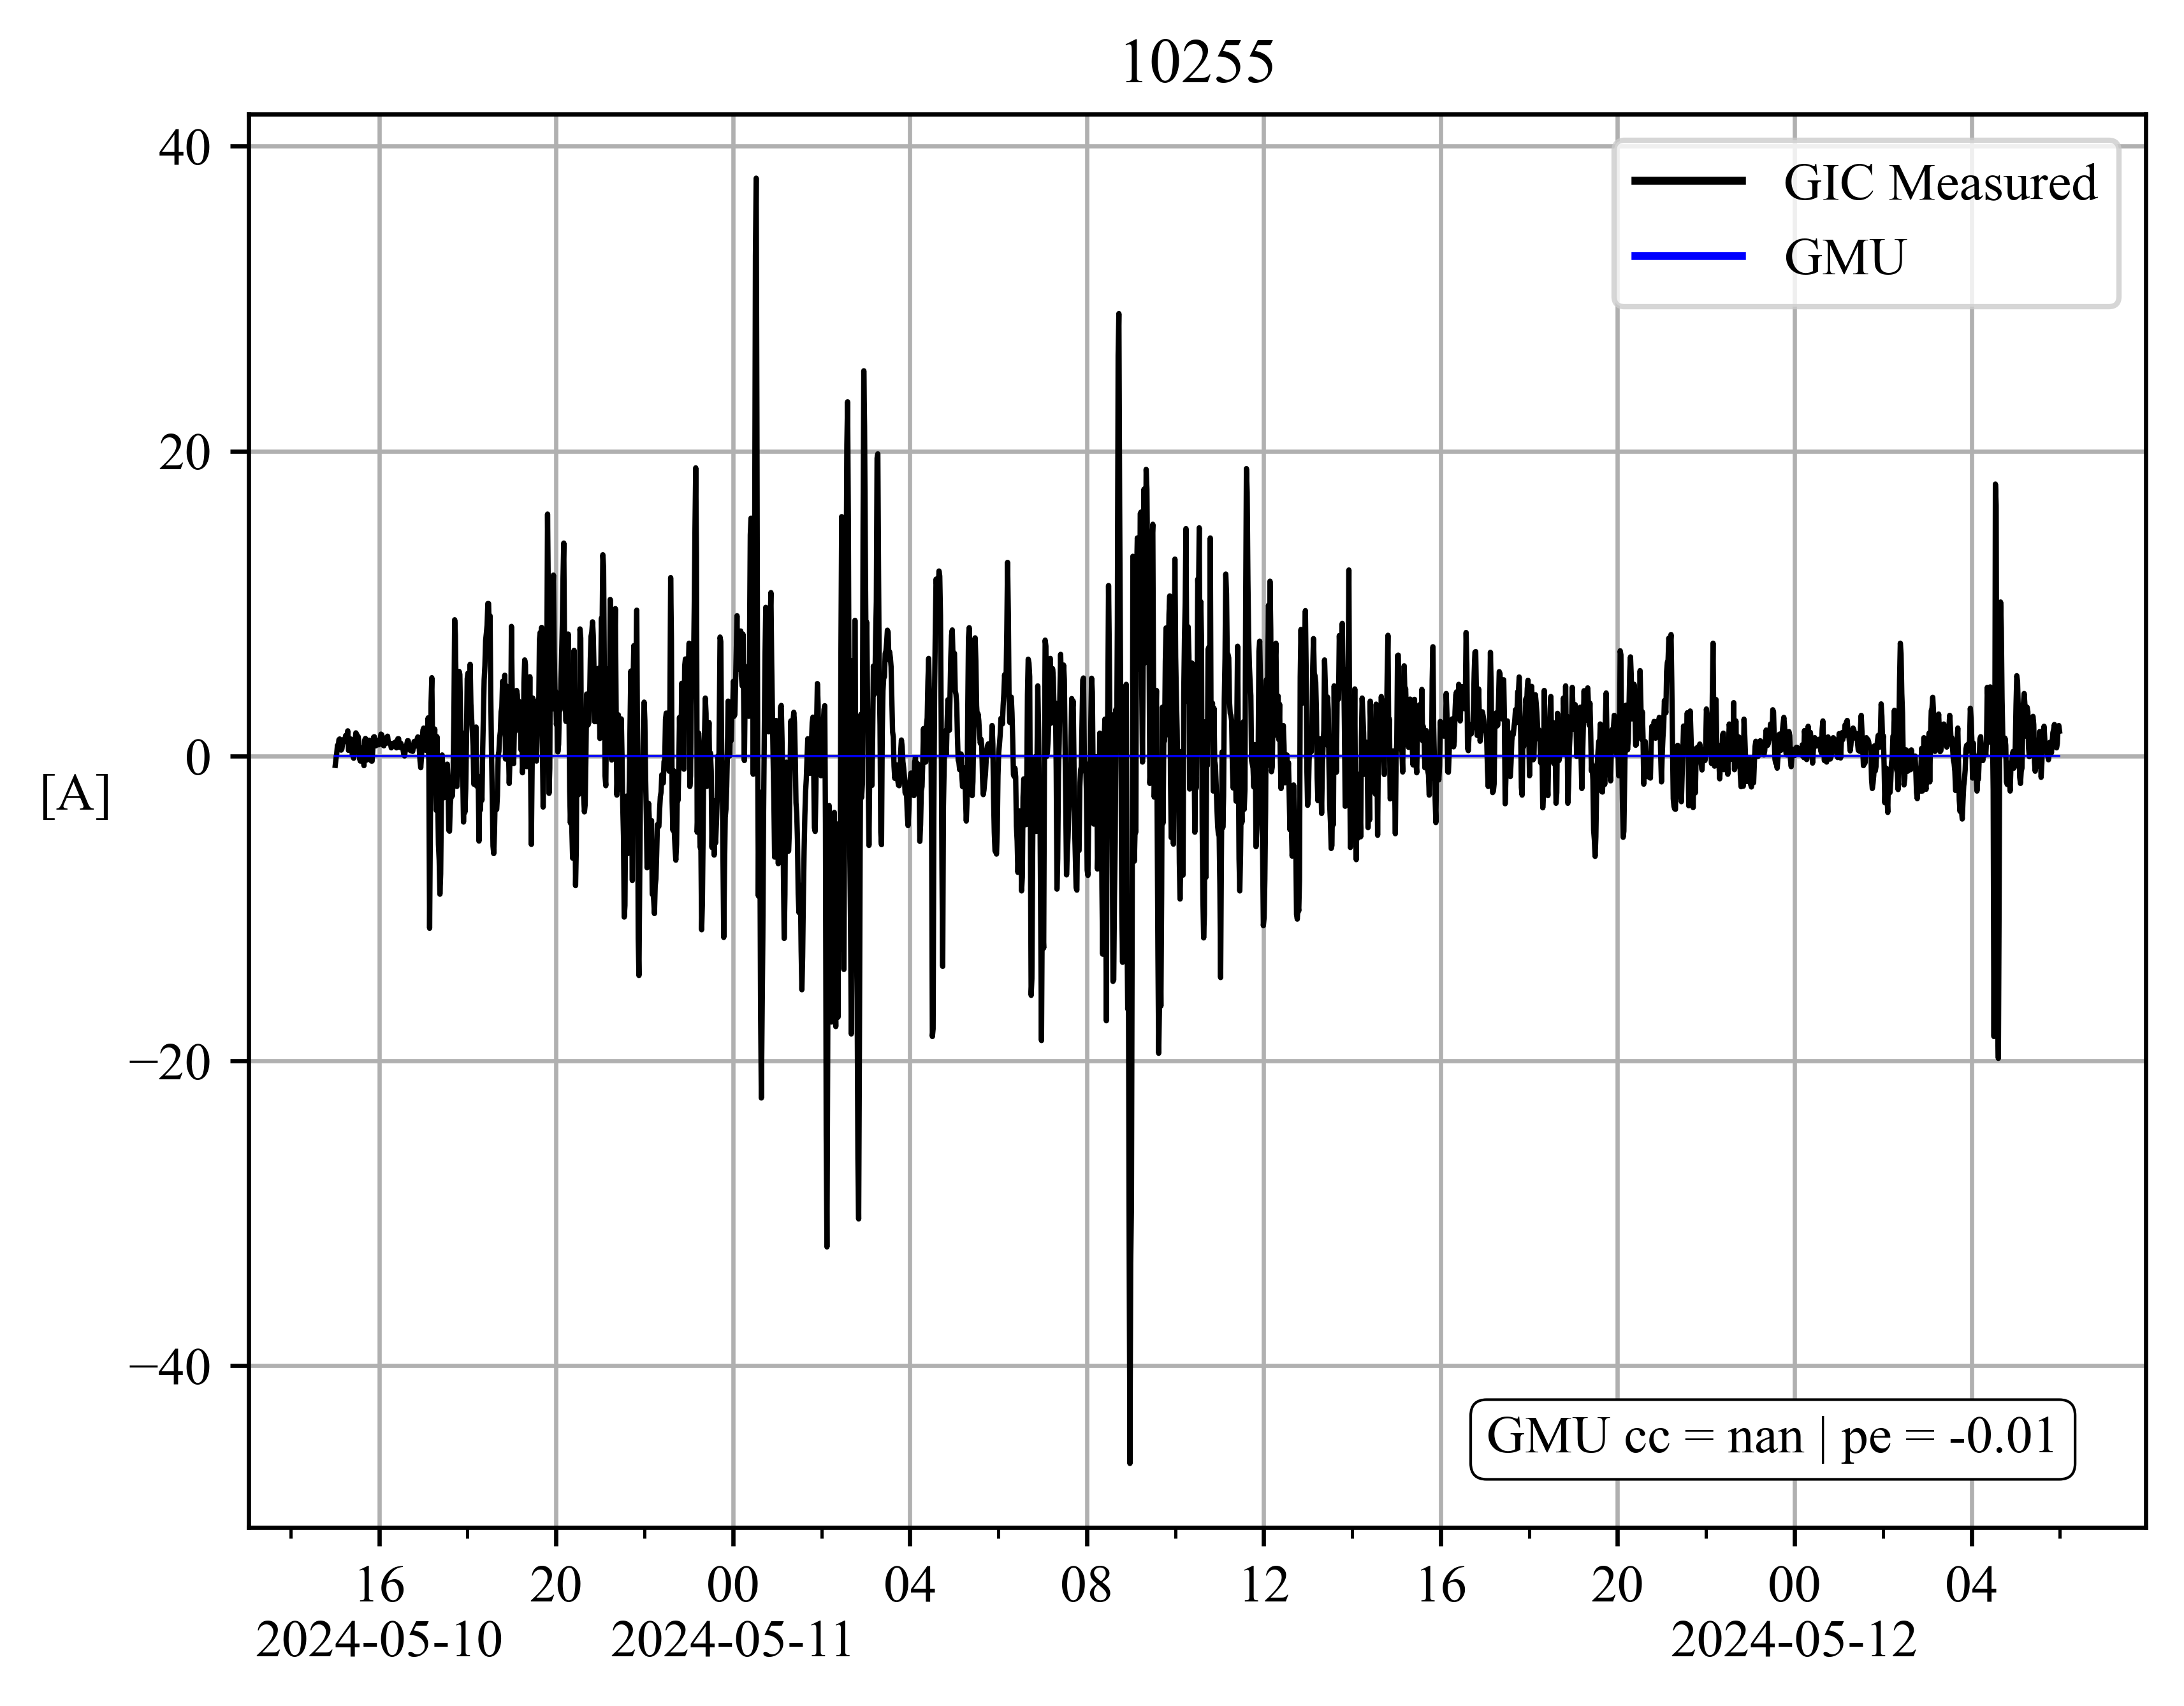 10255
40
20
0
−20
−40
[A]
GIC Measured
GMU
GMU cc = nan | pe = -0.01
16 20 00 04 08 12 16 20 00 04
2024-05-10 2024-05-11 2024-05-12